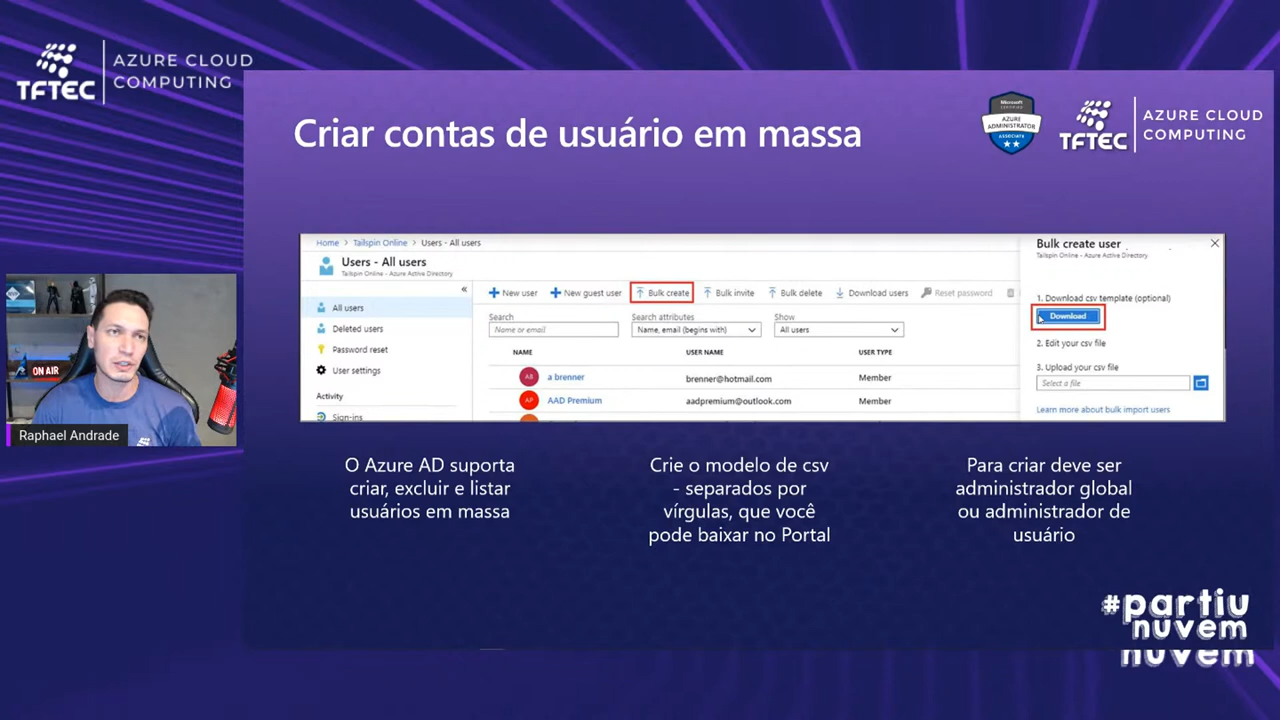 TFTEC
AZURE CLOUD
COMPUTING
Criar contas de usuário em massa
Microsoft
CERTIFIED
AZURE
ADMINISTRATOR
ASSOCIATE
TFTEC
AZURE CLOUD
COMPUTING
Home > Tailspin Online > Users - All users
Users - All users
Tailspin Online - Azure Active Directory
All users
Deleted users
Password reset
User settings
Activity
Sign-ins
New user
New guest user
Bulk create
Bulk invite
Bulk delete
Download users
Reset password
Search
Name or email
Search attributes
Name, email (begins with)
Show
All users
NAME
USER NAME
USER TYPE
AB
a brenner
brenner@hotmail.com
Member
AP
AAD Premium
aadpremium@outlook.com
Member
Bulk create user
Tailspin Online - Azure Active Directory
1. Download csv template (optional)
Download
2. Edit your csv file
3. Upload your csv file
Select a file
Learn more about bulk import users
ON AIR
Raphael Andrade
O Azure AD suporta
criar, excluir e listar
usuários em massa
Crie o modelo de csv
- separados por
vírgulas, que você
pode baixar no Portal
Para criar deve ser
administrador global
ou administrador de
usuário
#partiu
nuvem
nuvem